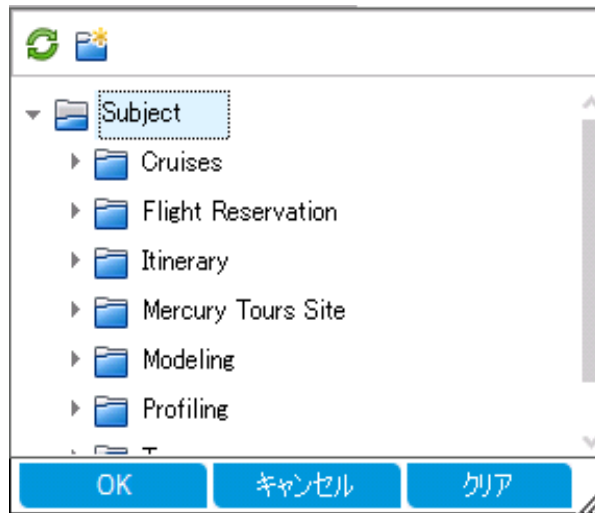 Subject
Cruises
Flight Reservation
Itinerary
Mercury Tours Site
Modeling
Profiling
OK キャンセル クリア